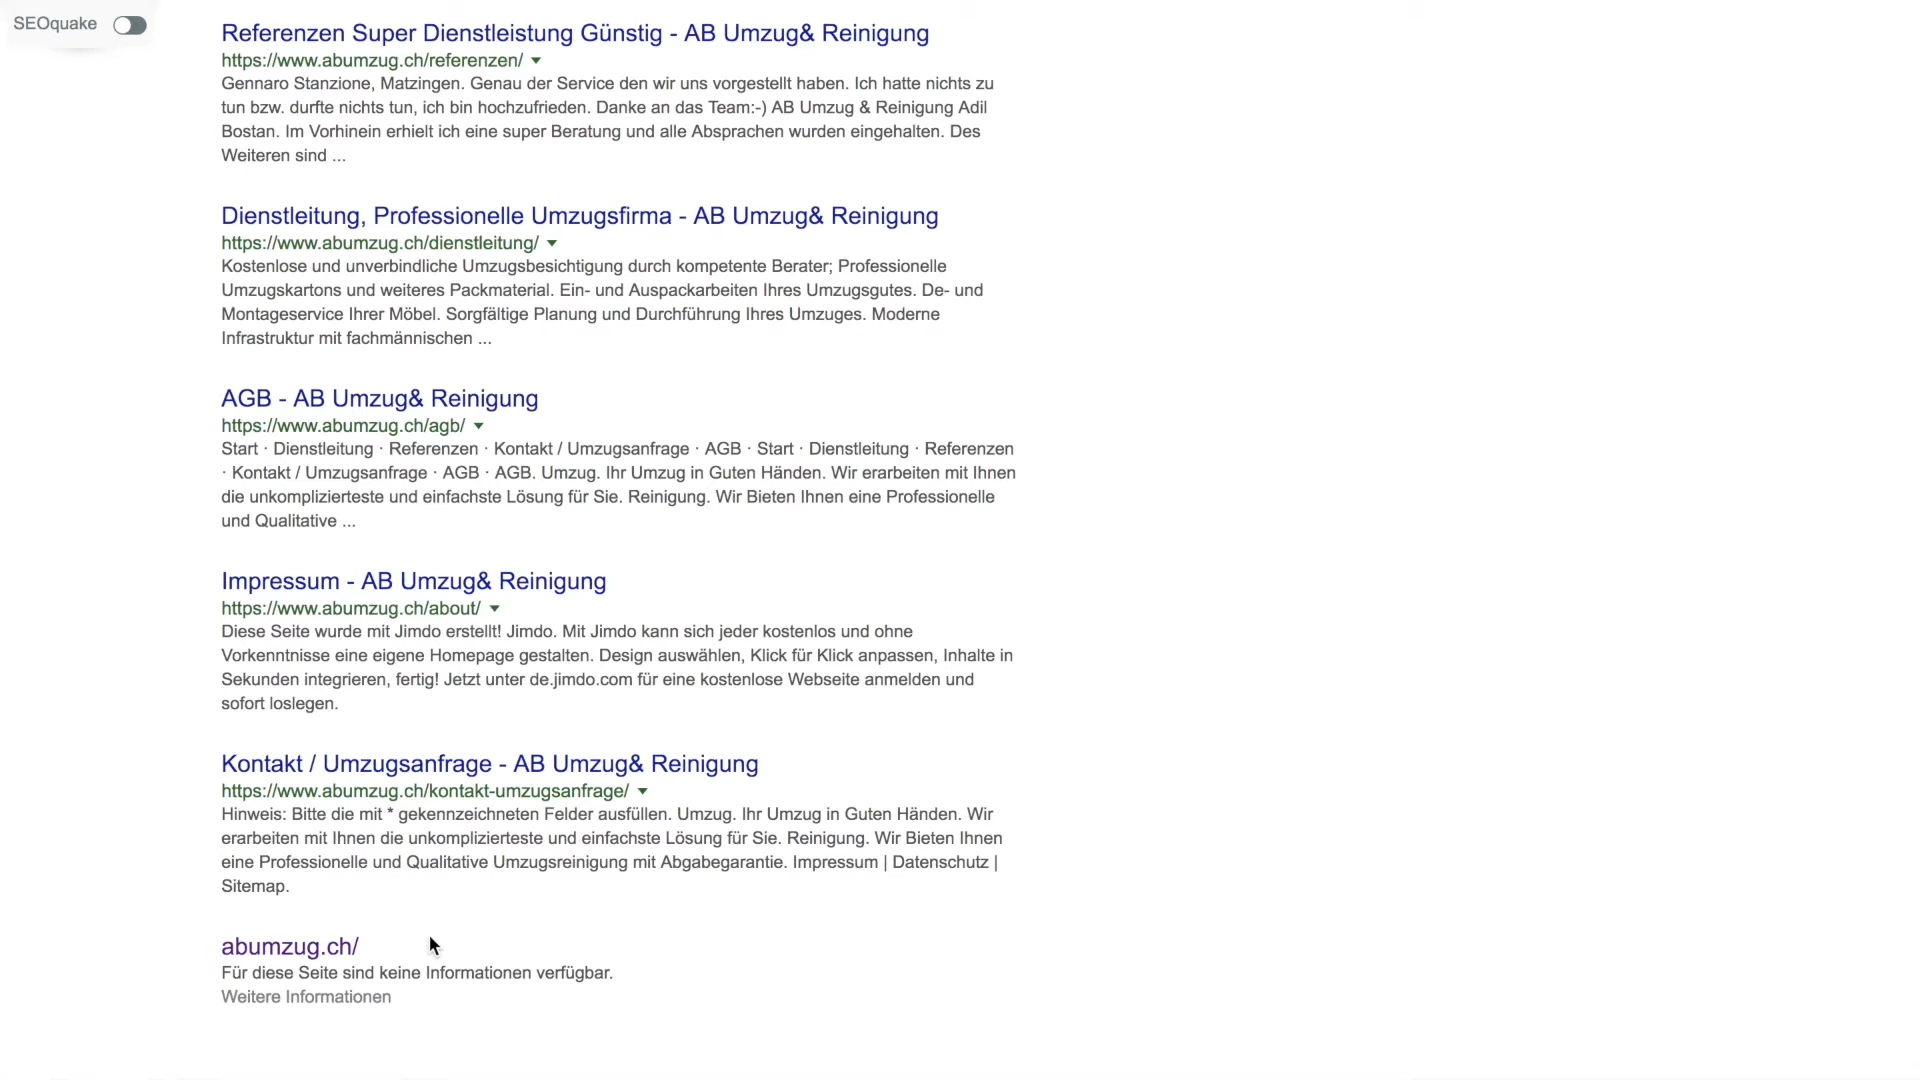 SEOquake
Referenzen Super Dienstleistung Günstig - AB Umzug& Reinigung
https://www.abumzug.ch/referenzen/
Gennaro Stanzione, Matzingen. Genau der Service den wir uns vorgestellt haben. Ich hatte nichts zu
tun bzw. durfte nichts tun, ich bin hochzufrieden. Danke an das Team:-) AB Umzug & Reinigung Adil
Bostan. Im Vorhinein erhielt ich eine super Beratung und alle Absprachen wurden eingehalten. Des
Weiteren sind ...
Dienstleitung, Professionelle Umzugsfirma - AB Umzug& Reinigung
https://www.abumzug.ch/dienstleitung/
Kostenlose und unverbindliche Umzugsbesichtigung durch kompetente Berater; Professionelle
Umzugskartons und weiteres Packmaterial. Ein- und Auspackarbeiten Ihres Umzugsgutes. De- und
Montageservice Ihrer Möbel. Sorgfältige Planung und Durchführung Ihres Umzuges. Moderne
Infrastruktur mit fachmännischen ...
AGB - AB Umzug& Reinigung
https://www.abumzug.ch/agb/
Start · Dienstleitung · Referenzen · Kontakt / Umzugsanfrage · AGB · Start · Dienstleitung · Referenzen
· Kontakt / Umzugsanfrage · AGB · AGB. Umzug. Ihr Umzug in Guten Händen. Wir erarbeiten mit Ihnen
die unkomplizierteste und einfachste Lösung für Sie. Reinigung. Wir Bieten Ihnen eine Professionelle
und Qualitative ...
Impressum - AB Umzug& Reinigung
https://www.abumzug.ch/about/
Diese Seite wurde mit Jimdo erstellt! Jimdo. Mit Jimdo kann sich jeder kostenlos und ohne
Vorkenntnisse eine eigene Homepage gestalten. Design auswählen, Klick für Klick anpassen, Inhalte in
Sekunden integrieren, fertig! Jetzt unter de.jimdo.com für eine kostenlose Webseite anmelden und
sofort loslegen.
Kontakt / Umzugsanfrage - AB Umzug& Reinigung
https://www.abumzug.ch/kontakt-umzugsanfrage/
Hinweis: Bitte die mit * gekennzeichneten Felder ausfüllen. Umzug. Ihr Umzug in Guten Händen. Wir
erarbeiten mit Ihnen die unkomplizierteste und einfachste Lösung für Sie. Reinigung. Wir Bieten Ihnen
eine Professionelle und Qualitative Umzugsreinigung mit Abgabegarantie. Impressum | Datenschutz |
Sitemap.
abumzug.ch/
Für diese Seite sind keine Informationen verfügbar.
Weitere Informationen